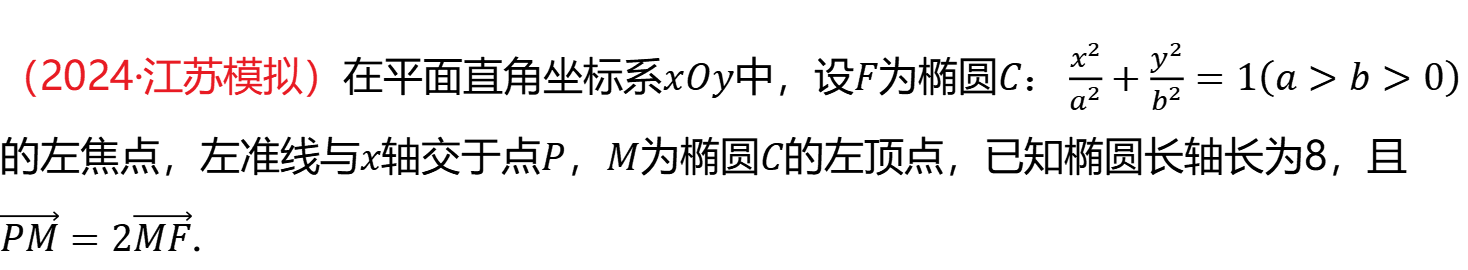 （2024·江苏模拟）在平面直角坐标系xOy中，设F为椭圆C：x²/a² + y²/b² = 1(a > b > 0)
的左焦点，左准线与x轴交于点P，M为椭圆C的左顶点，已知椭圆长轴长为8，且
\overrightarrow{PM} = 2\overrightarrow{MF}.